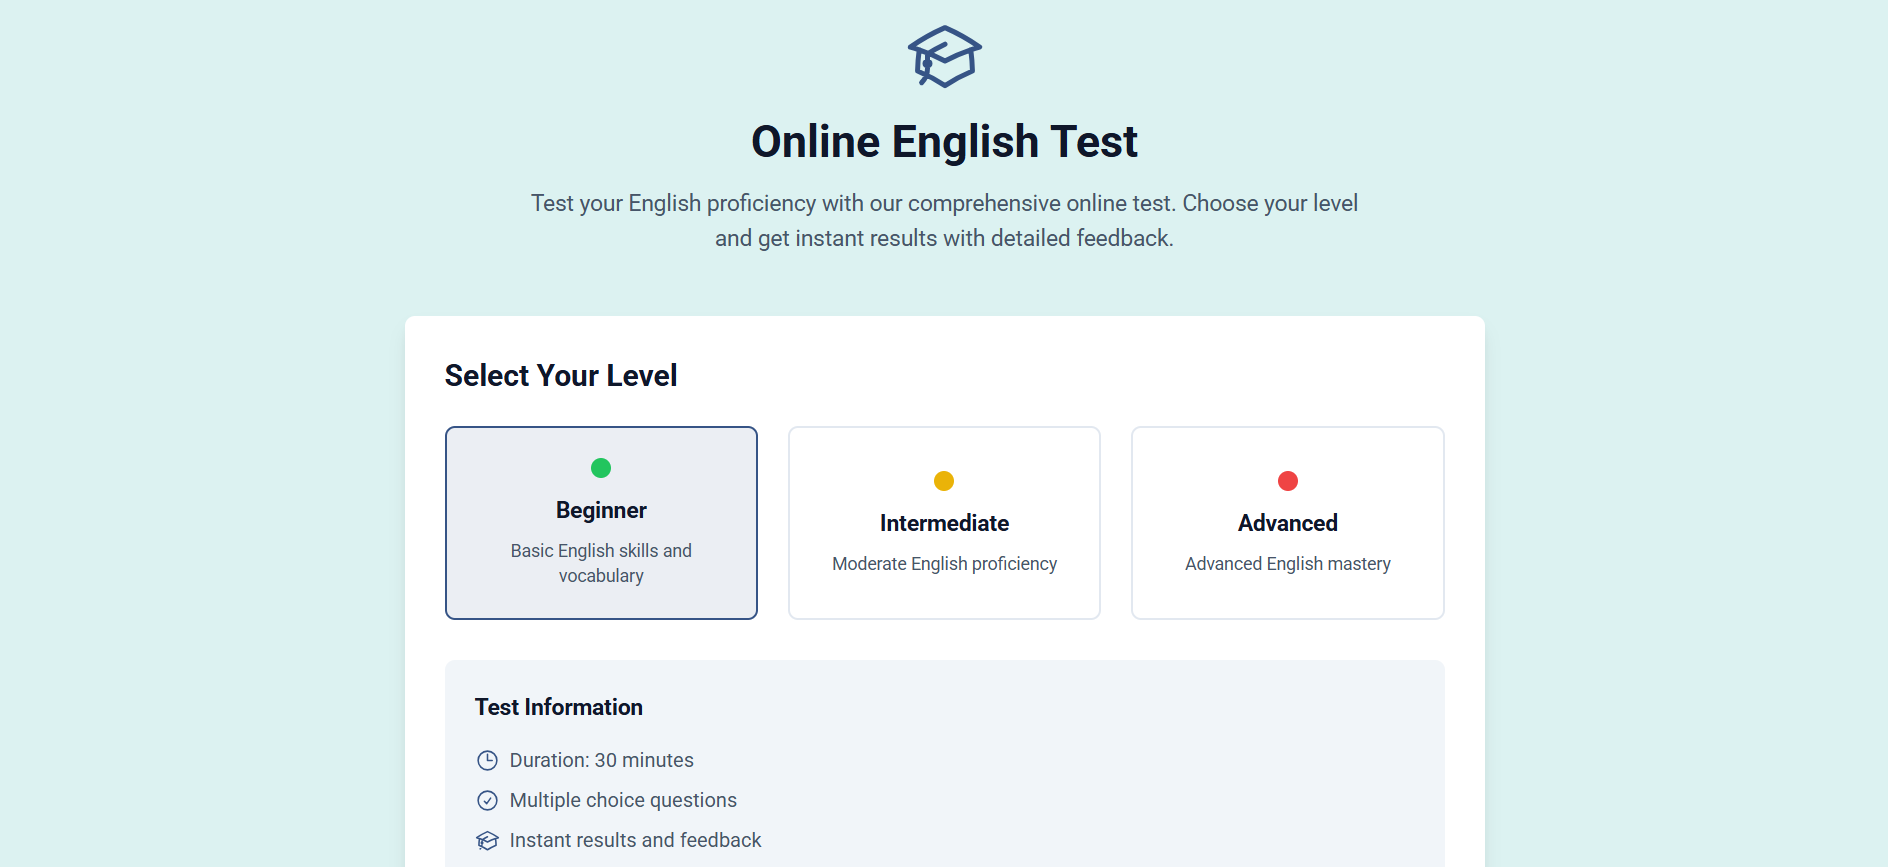 Online English Test
Test your English proficiency with our comprehensive online test. Choose your level
and get instant results with detailed feedback.
Select Your Level
Beginner
Basic English skills and
vocabulary
Intermediate
Moderate English proficiency
Advanced
Advanced English mastery
Test Information
Duration: 30 minutes
Multiple choice questions
Instant results and feedback